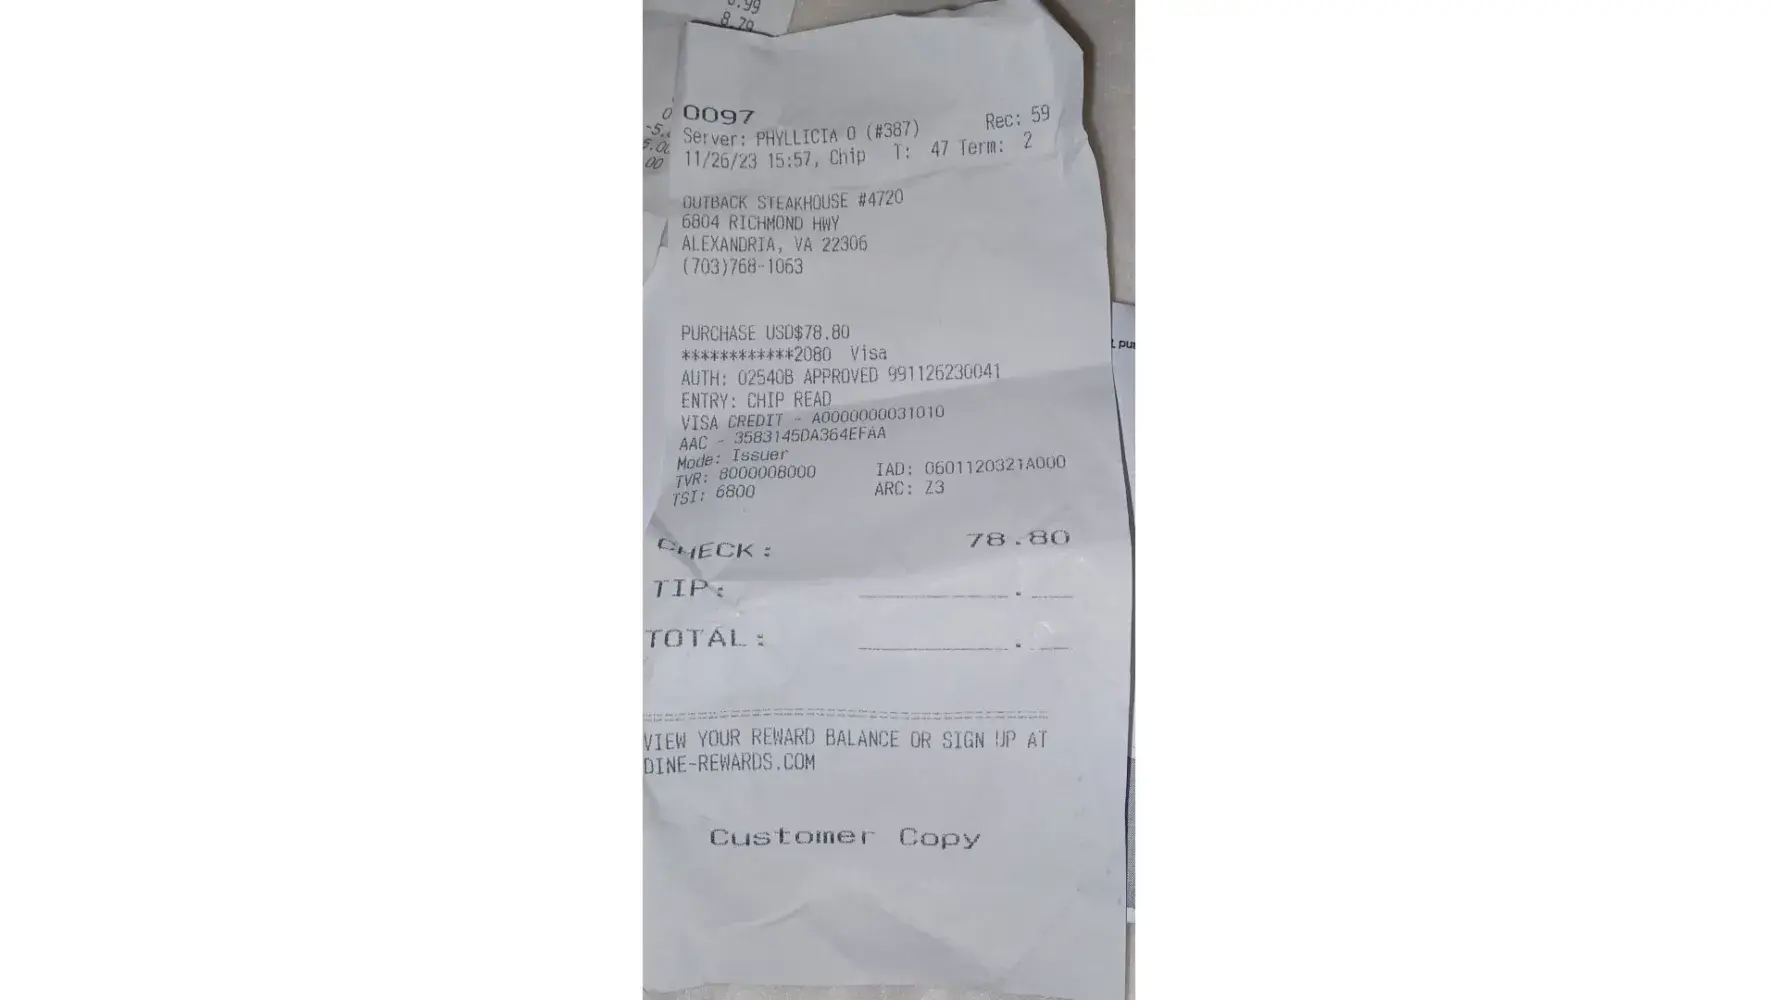 8.79
0097
Rec: 59
Server: PHYLLICIA O (#387)
11/26/23 15:57, Chip T: 47 Term: 2
OUTBACK STEAKHOUSE #4720
6804 RICHMOND HWY
ALEXANDRIA, VA 22306
(703)768-1063
PURCHASE USD$78.80
************2080 Visa
AUTH: 02540B APPROVED 991126230041
ENTRY: CHIP READ
VISA CREDIT - A0000000031010
AAC - 3583145DA364EFAA
Mode: Issuer
TVR: 8000008000 IAD: 0601120321A000
TSI: 6800 ARC: Z3
CHECK: 78.80
TIP: .
TOTAL: .
VIEW YOUR REWARD BALANCE OR SIGN UP AT
DINE-REWARDS.COM
Customer Copy